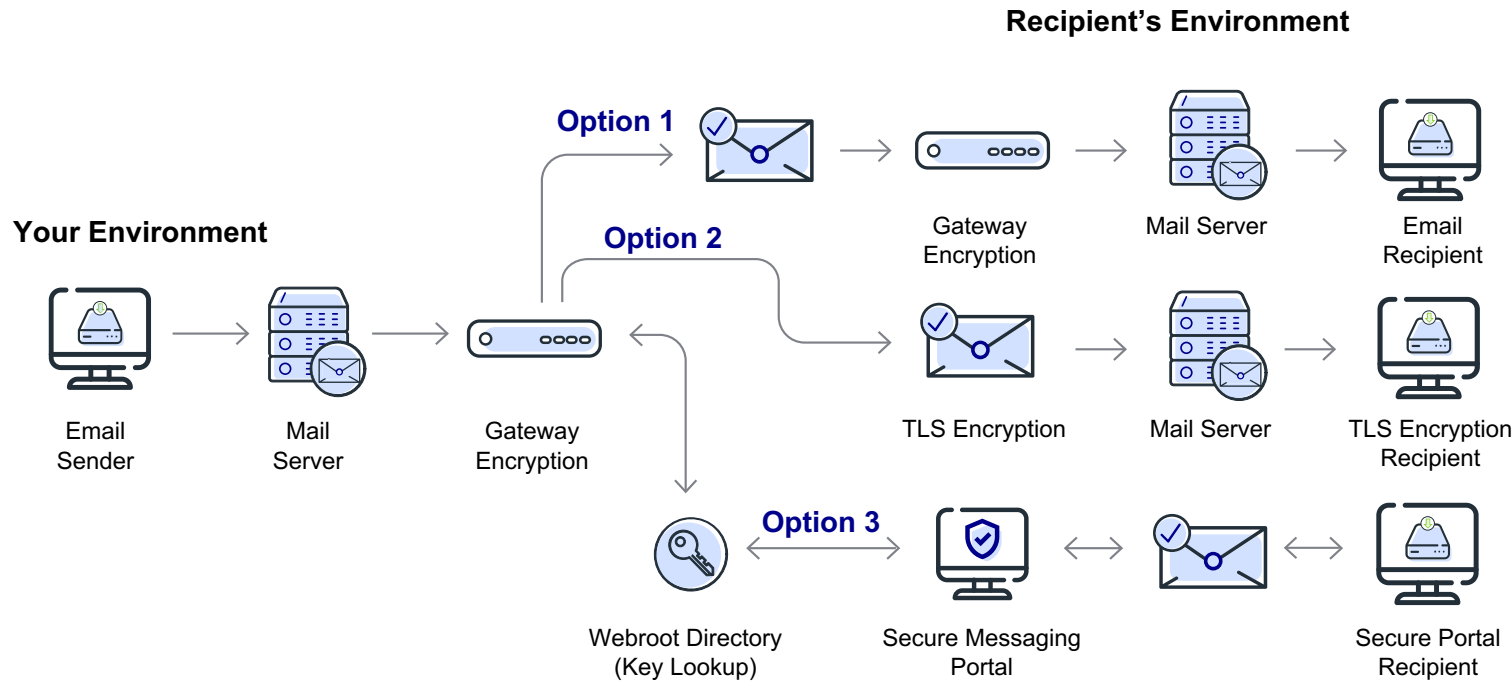 Recipient’s Environment
Option 1
Gateway
Encryption
Mail Server
Email
Recipient
Your Environment
Option 2
Email
Sender
Mail
Server
Gateway
Encryption
TLS Encryption
Mail Server
TLS Encryption
Recipient
Option 3
Webroot Directory
(Key Lookup)
Secure Messaging
Portal
Secure Portal
Recipient